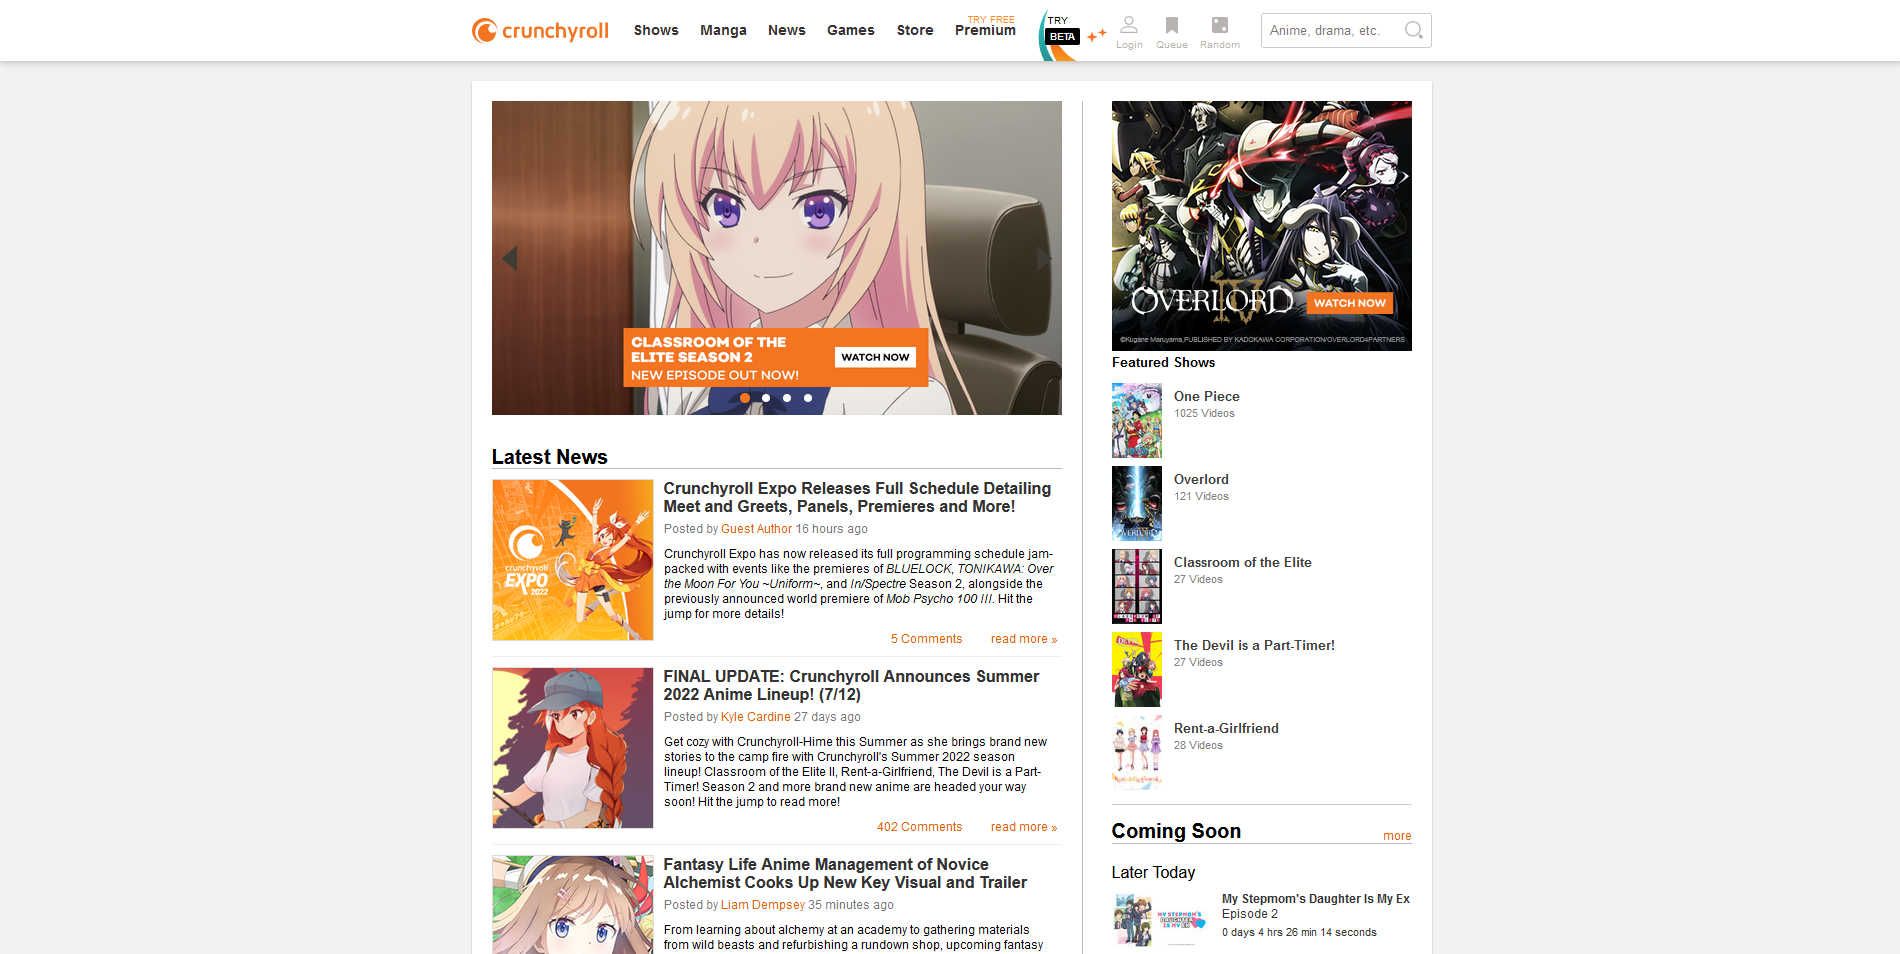 crunchyroll
Shows Manga News Games Store
TRY FREE
Premium
TRY
BETA
Login Queue Random
Anime, drama, etc.
CLASSROOM OF THE
ELITE SEASON 2
NEW EPISODE OUT NOW!
WATCH NOW
Latest News
crunchyroll
EXPO
2022
Crunchyroll Expo Releases Full Schedule Detailing
Meet and Greets, Panels, Premieres and More!
Posted by Guest Author 16 hours ago
Crunchyroll Expo has now released its full programming schedule jam-
packed with events like the premieres of BLUELOCK, TONIKAWA: Over
the Moon For You ~Uniform~, and In/Spectre Season 2, alongside the
previously announced world premiere of Mob Psycho 100 III. Hit the
jump for more details!
5 Comments read more »
FINAL UPDATE: Crunchyroll Announces Summer
2022 Anime Lineup! (7/12)
Posted by Kyle Cardine 27 days ago
Get cozy with Crunchyroll-Hime this Summer as she brings brand new
stories to the camp fire with Crunchyroll's Summer 2022 season
lineup! Classroom of the Elite II, Rent-a-Girlfriend, The Devil is a Part-
Timer! Season 2 and more brand new anime are headed your way
soon! Hit the jump to read more!
402 Comments read more »
Fantasy Life Anime Management of Novice
Alchemist Cooks Up New Key Visual and Trailer
Posted by Liam Dempsey 35 minutes ago
From learning about alchemy at an academy to gathering materials
from wild beasts and refurbishing a rundown shop, upcoming fantasy
OVERLORD IV
WATCH NOW
©Kugane Maruyama,PUBLISHED BY KADOKAWA CORPORATION/OVERLORD4PARTNERS
Featured Shows
One Piece
1025 Videos
OVERLORD
Overlord
121 Videos
Classroom of the Elite
27 Videos
The Devil is a Part-Timer!
27 Videos
Rent-a-Girlfriend
Rent-a-Girlfriend
28 Videos
Coming Soon
more
Later Today
MY STEPMOM'S
DAUGHTER
IS MY EX
My Stepmom's Daughter Is My Ex
Episode 2
0 days 4 hrs 26 min 14 seconds